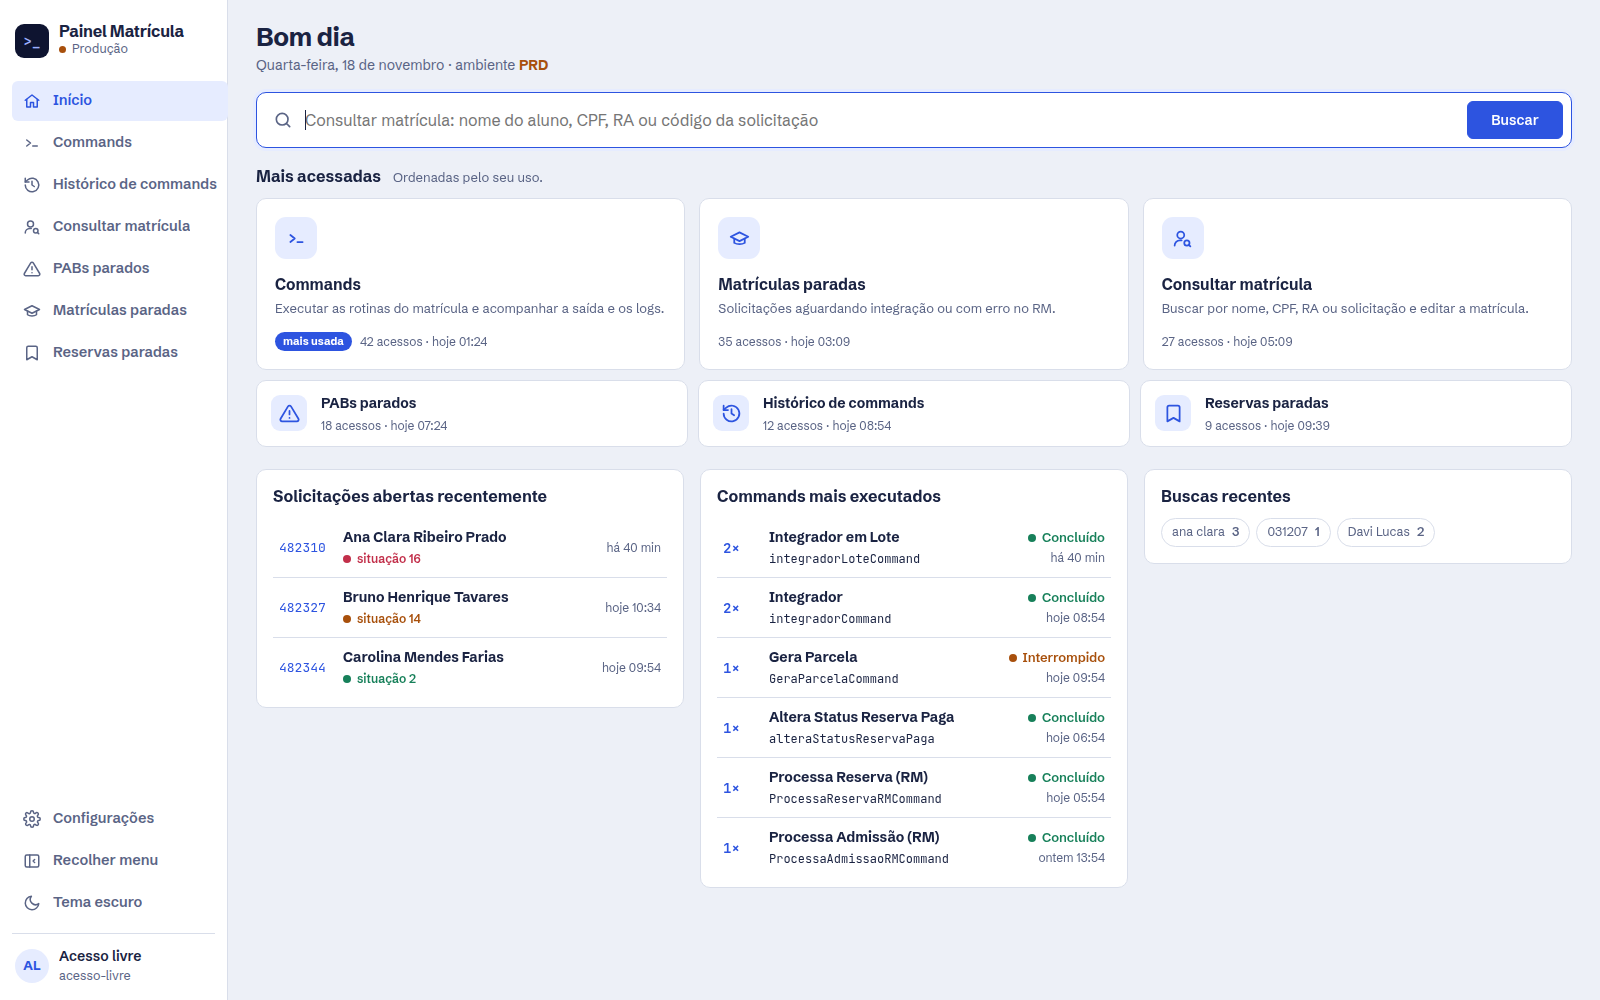 >_ Painel Matrícula
Produção
Início
Commands
Histórico de commands
Consultar matrícula
PABs parados
Matrículas paradas
Reservas paradas
Configurações
Recolher menu
Tema escuro
AL Acesso livre
acesso-livre
Bom dia
Quarta-feira, 18 de novembro · ambiente PRD
Consultar matrícula: nome do aluno, CPF, RA ou código da solicitação Buscar
Mais acessadas Ordenadas pelo seu uso.
Commands
Executar as rotinas do matrícula e acompanhar a saída e os logs.
mais usada 42 acessos · hoje 01:24
Matrículas paradas
Solicitações aguardando integração ou com erro no RM.
35 acessos · hoje 03:09
Consultar matrícula
Buscar por nome, CPF, RA ou solicitação e editar a matrícula.
27 acessos · hoje 05:09
PABs parados
18 acessos · hoje 07:24
Histórico de commands
12 acessos · hoje 08:54
Reservas paradas
9 acessos · hoje 09:39
Solicitações abertas recentemente
482310 Ana Clara Ribeiro Prado há 40 min
situação 16
482327 Bruno Henrique Tavares hoje 10:34
situação 14
482344 Carolina Mendes Farias hoje 09:54
situação 2
Commands mais executados
2× Integrador em Lote Concluído
integradorLoteCommand há 40 min
2× Integrador Concluído
integradorCommand hoje 08:54
1× Gera Parcela Interrompido
GeraParcelaCommand hoje 09:54
1× Altera Status Reserva Paga Concluído
alteraStatusReservaPaga hoje 06:54
1× Processa Reserva (RM) Concluído
ProcessaReservaRMCommand hoje 05:54
1× Processa Admissão (RM) Concluído
ProcessaAdmissaoRMCommand ontem 13:54
Buscas recentes
ana clara 3 031207 1 Davi Lucas 2